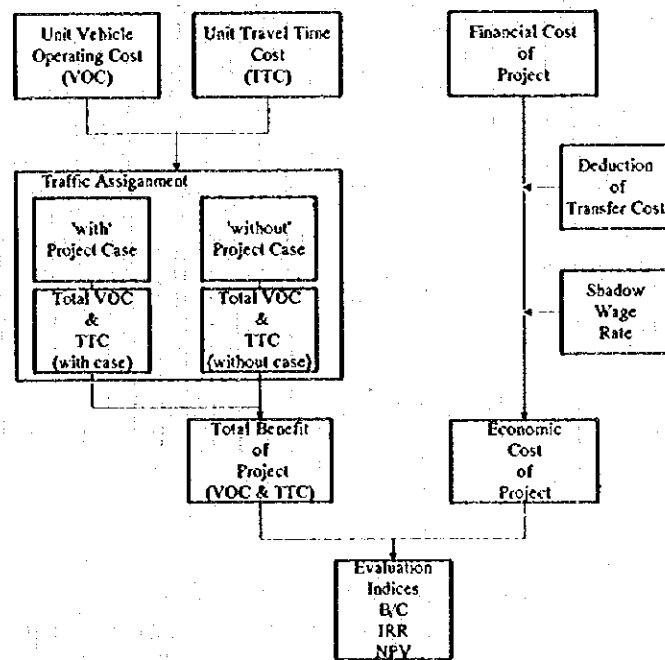 Unit Vehicle
Operating Cost
(VOC)
Unit Travel Time
Cost
(TTC)
Financial Cost
of
Project
Deduction
of
Transfer Cost
Traffic Assiganment
'with'
Project Case
'without'
Project Case
Total VOC
&
TTC
(with case)
Total VOC
&
TTC
(without case)
Shadow
Wage
Rate
Total Benefit
of
Project
(VOC & TTC)
Economic
Cost
of
Project
Evaluation
Indices
B/C
IRR
NPV